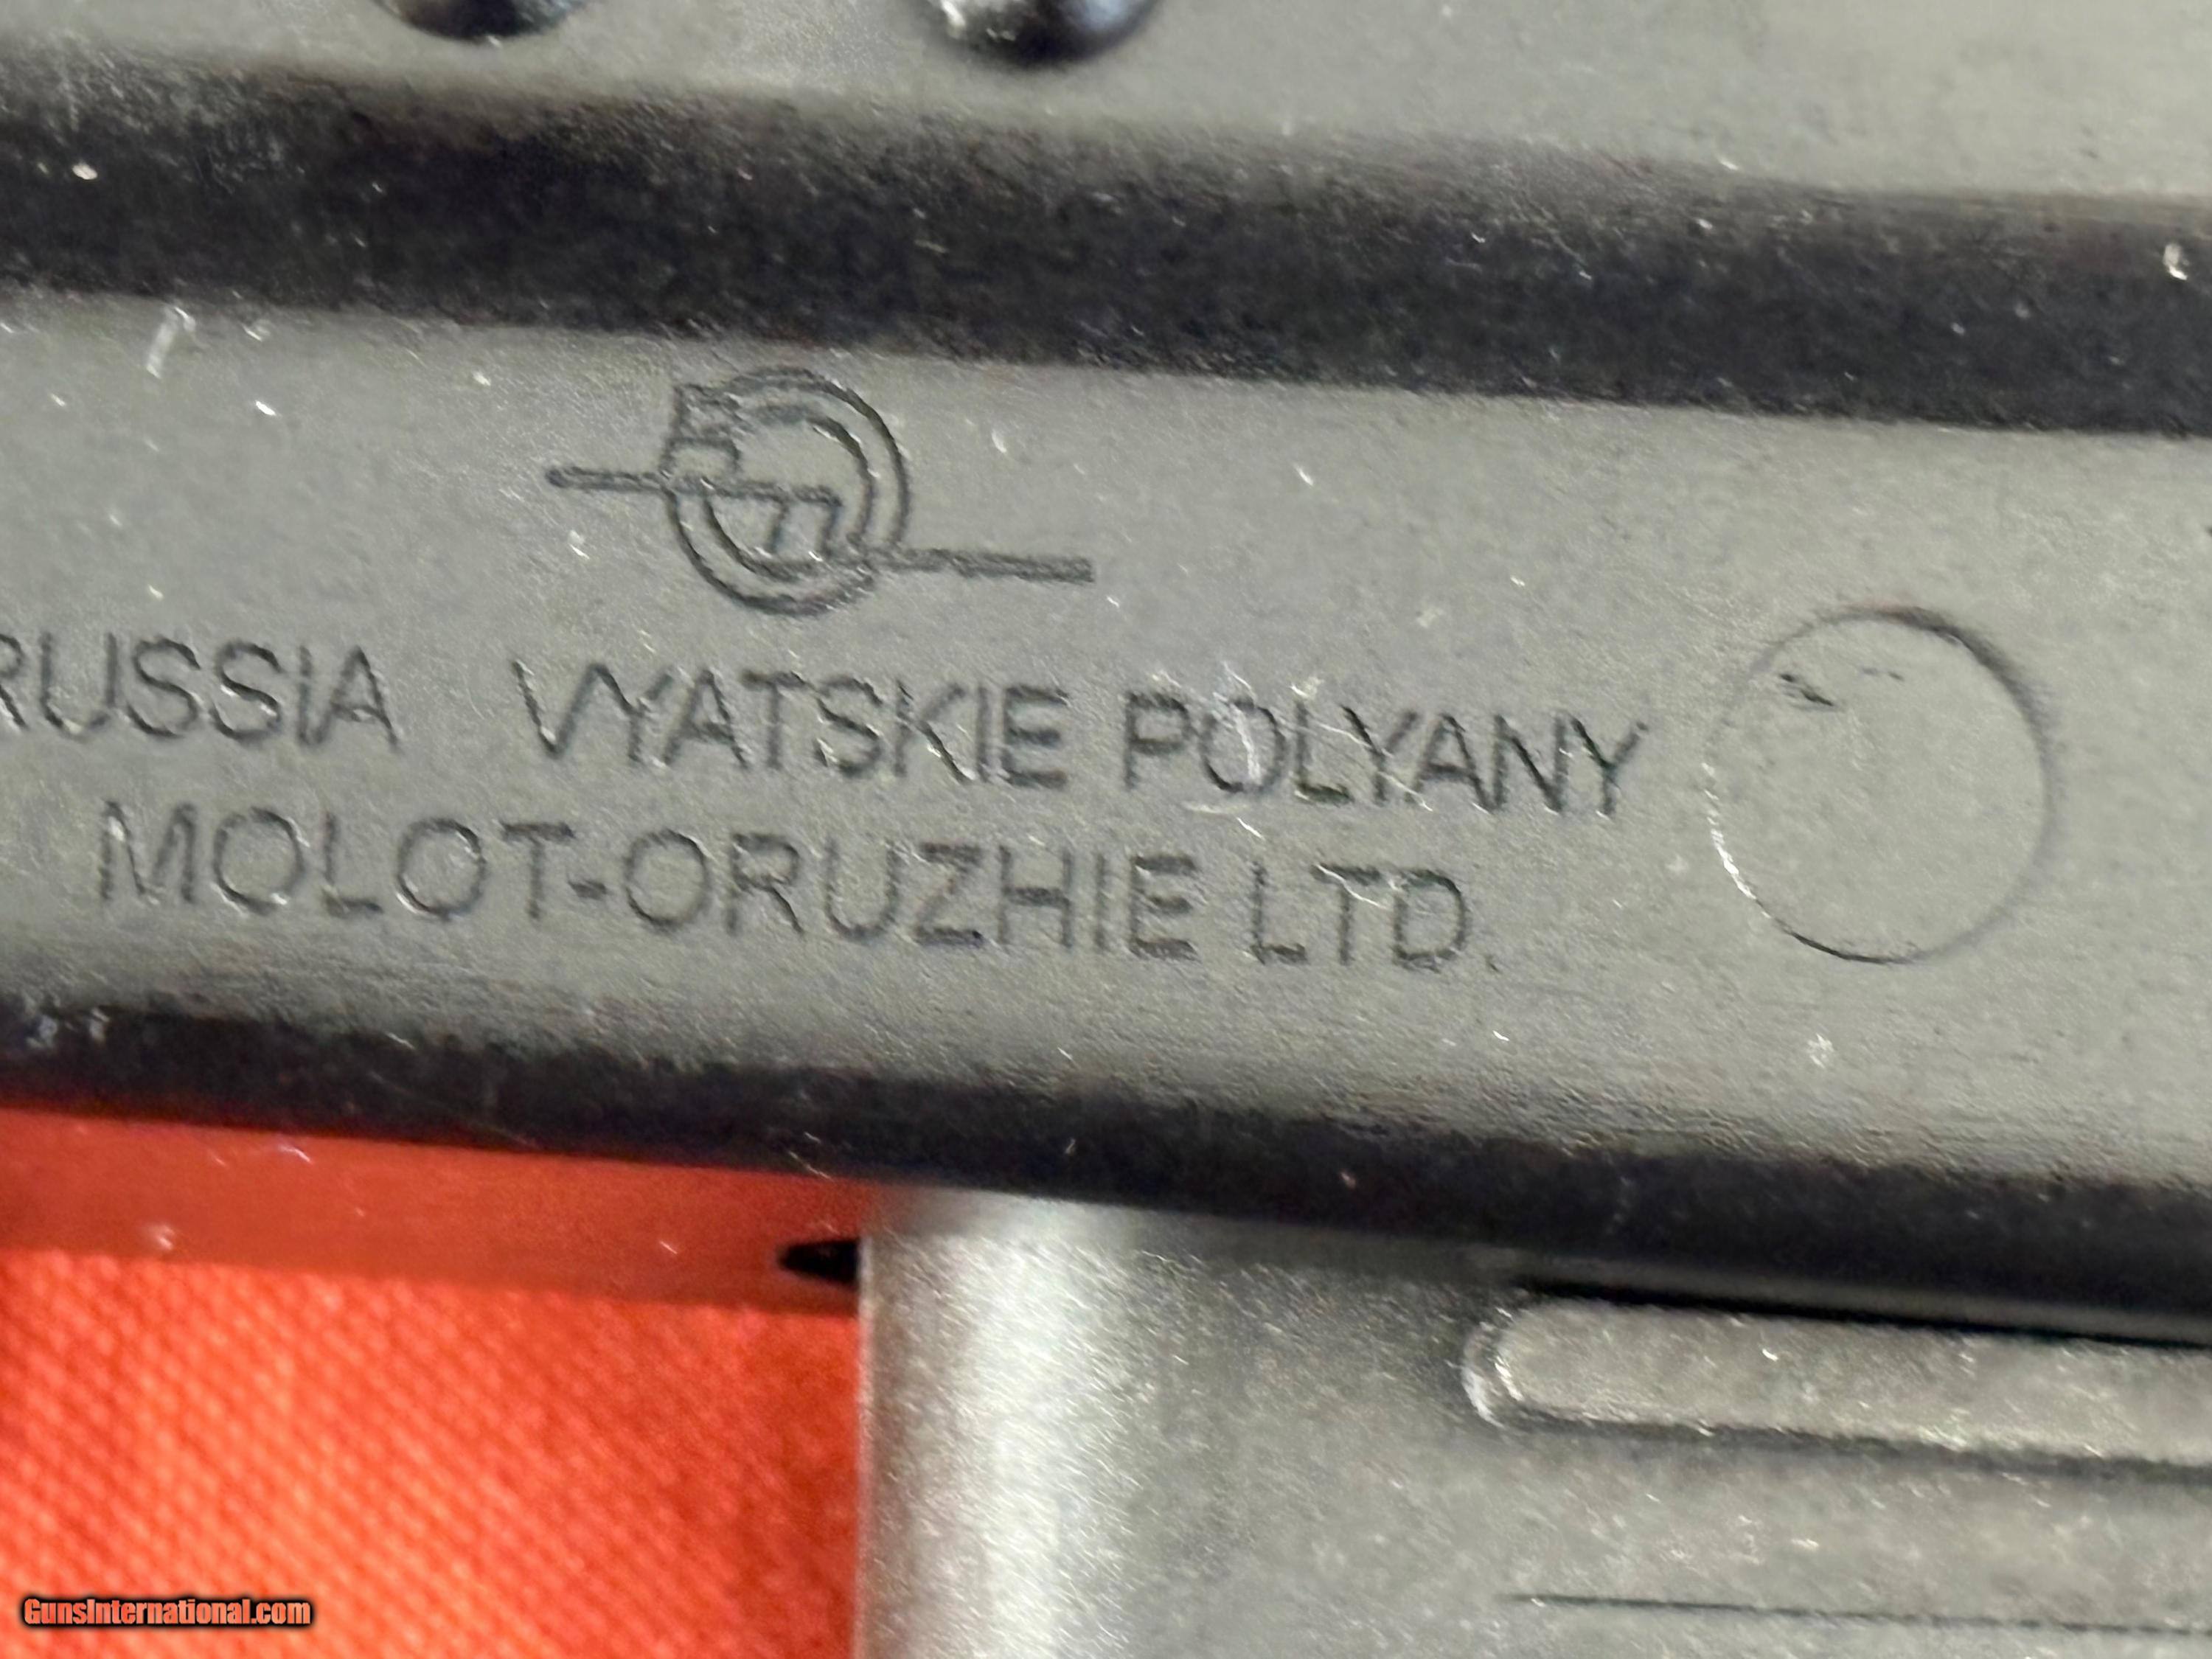 RUSSIA VYATSKIE POLYANY
MOLOT-ORUZHIE LTD.
GunsInternational.com